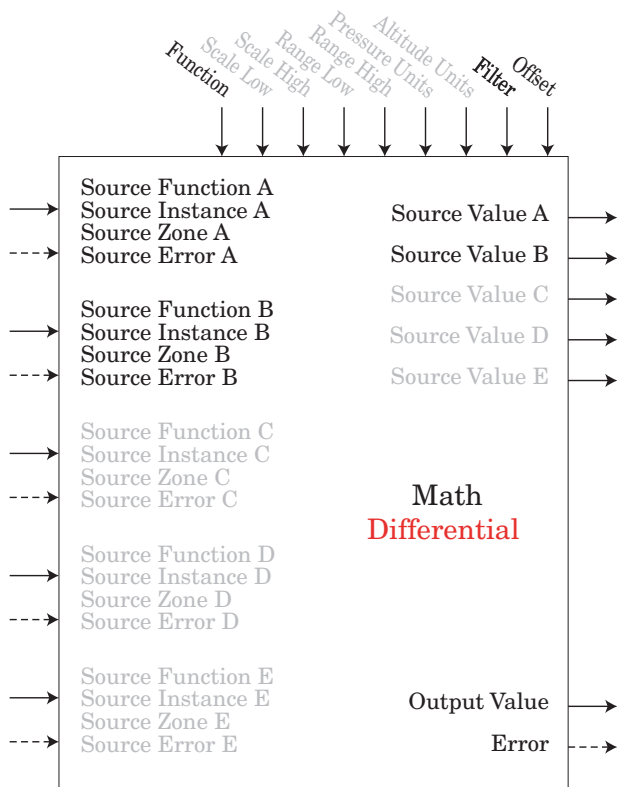 Function
Scale Low
Scale High
Range Low
Range High
Pressure Units
Altitude Units
Filter
Offset
Source Function A
Source Instance A
Source Zone A
Source Error A
Source Function B
Source Instance B
Source Zone B
Source Error B
Source Function C
Source Instance C
Source Zone C
Source Error C
Source Function D
Source Instance D
Source Zone D
Source Error D
Source Function E
Source Instance E
Source Zone E
Source Error E
Source Value A
Source Value B
Source Value C
Source Value D
Source Value E
Math
Differential
Output Value
Error